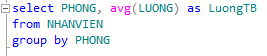 select PHONG, avg(LUONG) as LuongTB
from NHANVIEN
group by PHONG